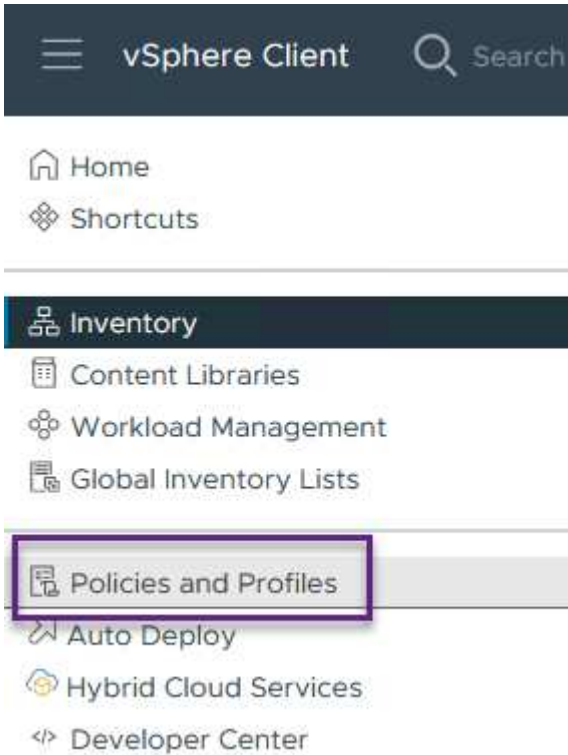 vSphere Client Search
Home
Shortcuts
Inventory
Content Libraries
Workload Management
Global Inventory Lists
Policies and Profiles
Auto Deploy
Hybrid Cloud Services
Developer Center